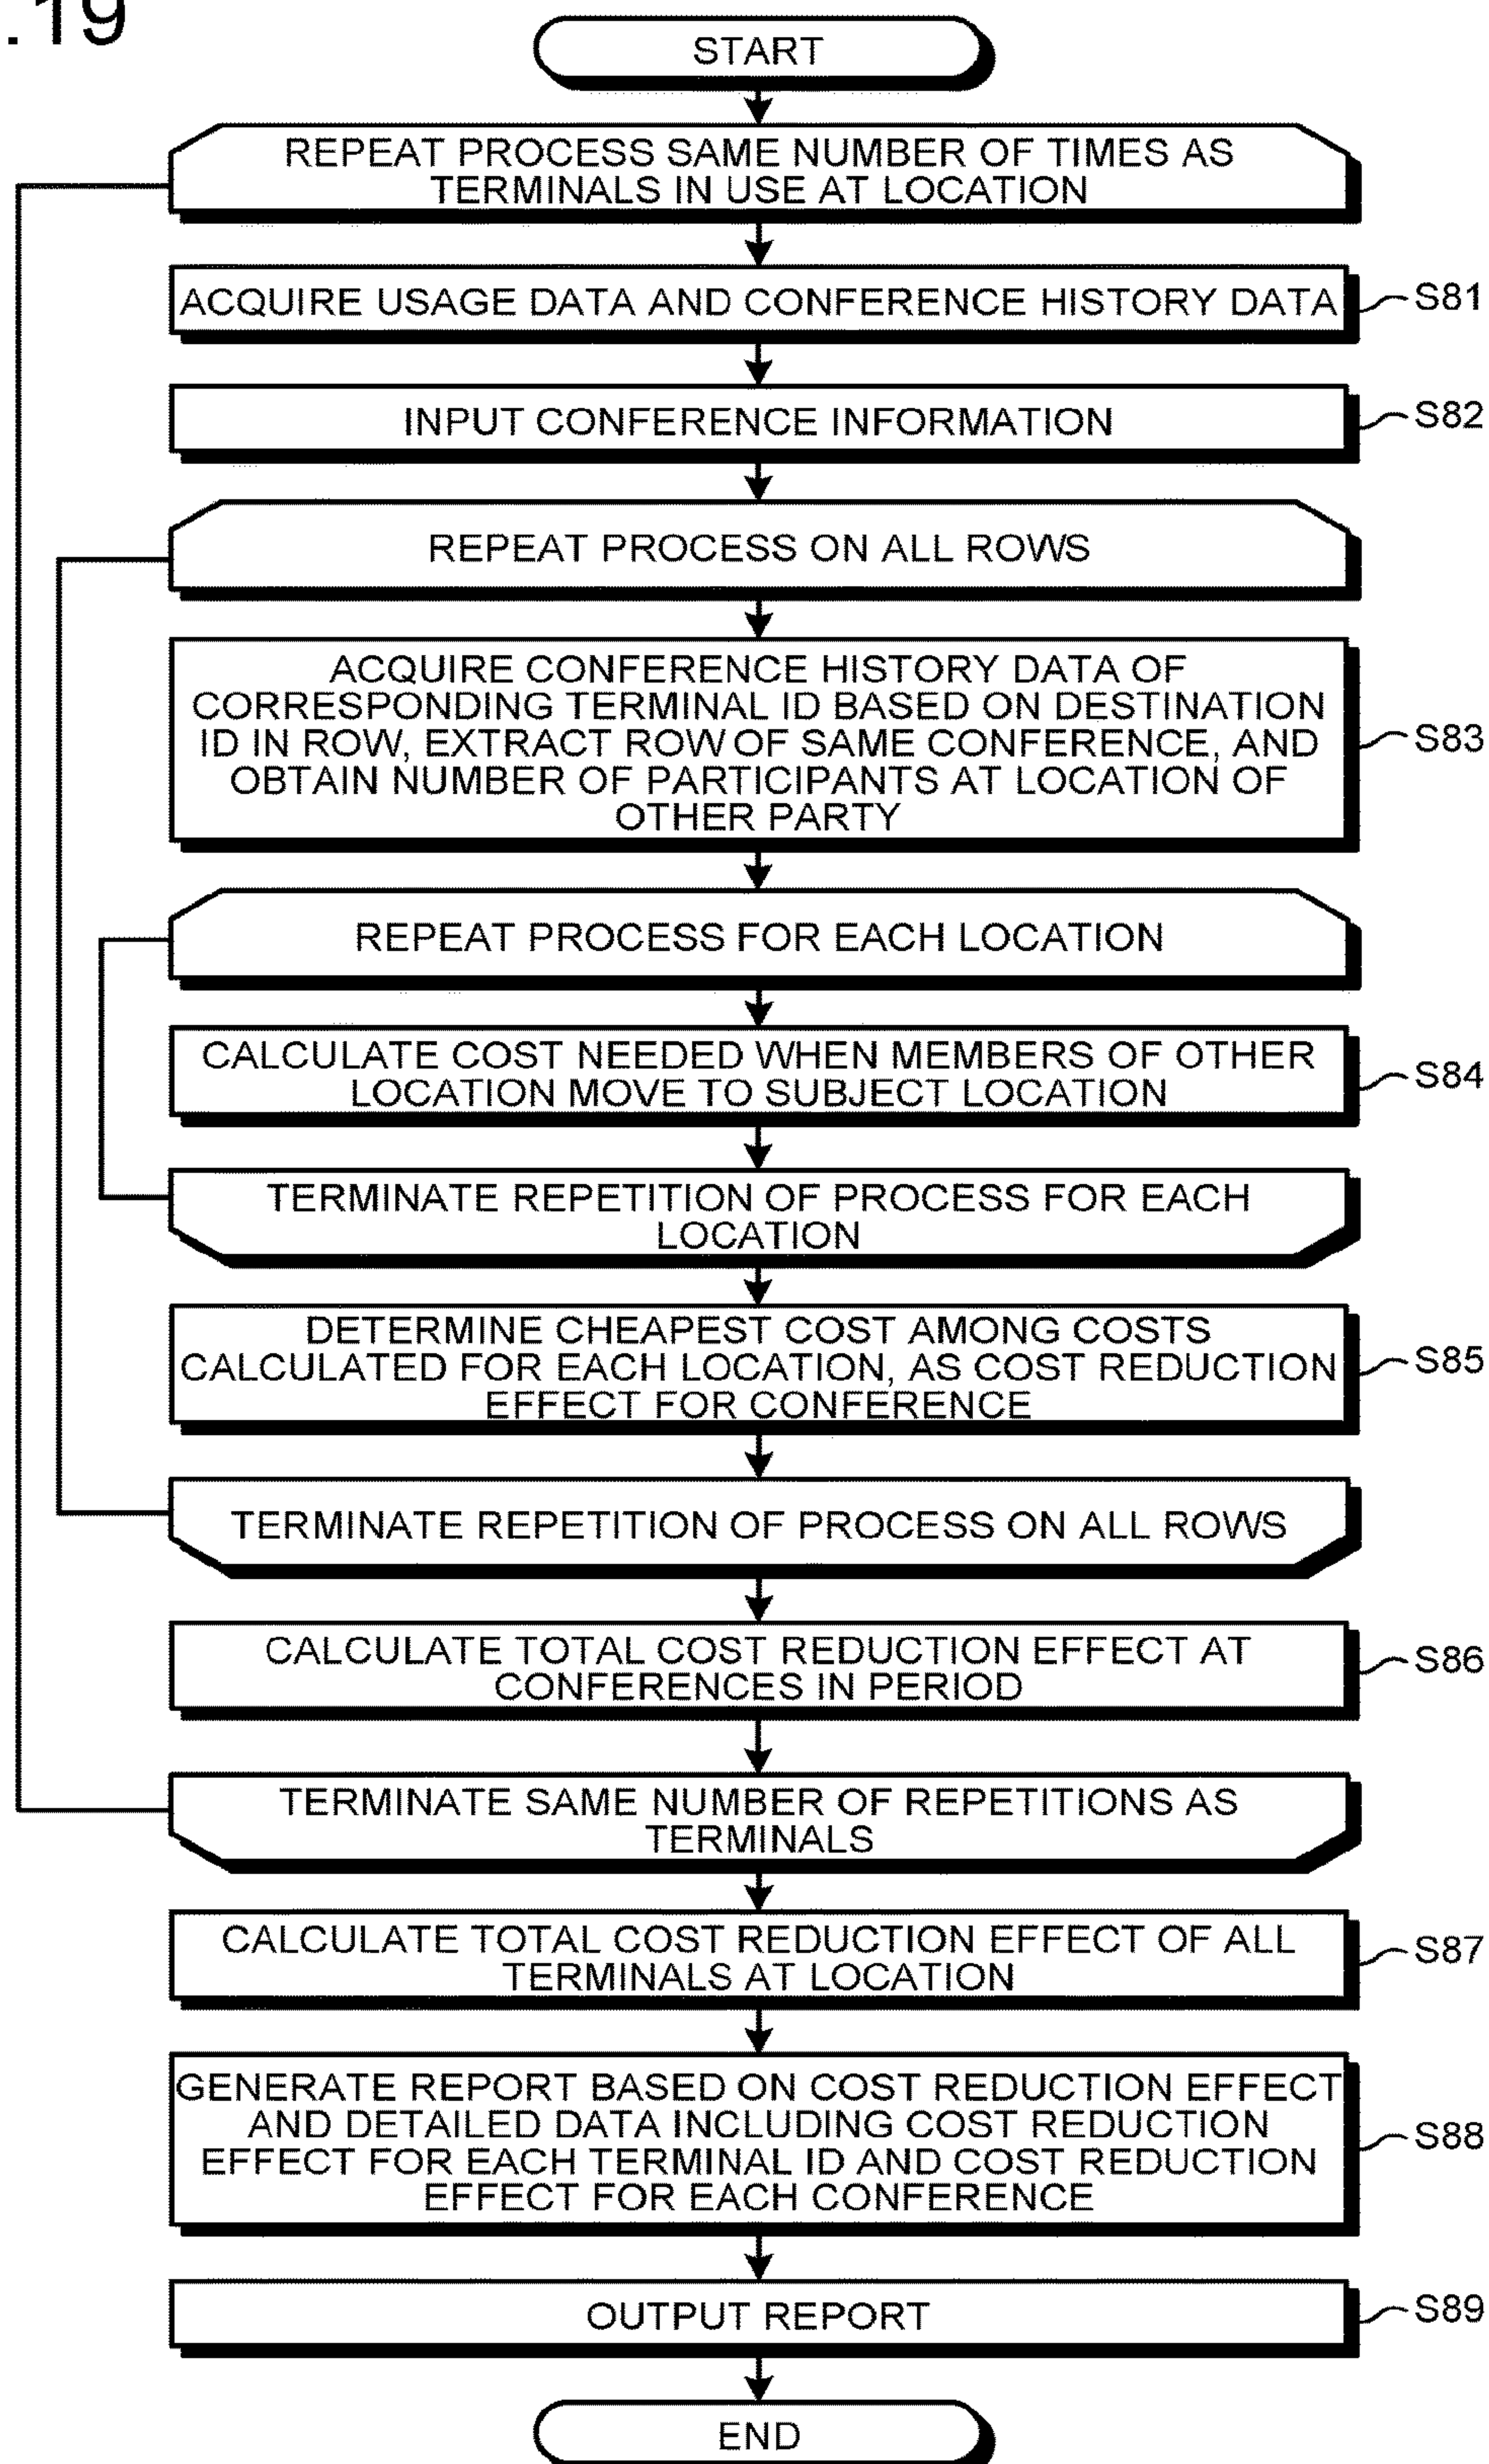 .19
START
REPEAT PROCESS SAME NUMBER OF TIMES AS
TERMINALS IN USE AT LOCATION
ACQUIRE USAGE DATA AND CONFERENCE HISTORY DATA
S81
INPUT CONFERENCE INFORMATION
S82
REPEAT PROCESS ON ALL ROWS
ACQUIRE CONFERENCE HISTORY DATA OF
CORRESPONDING TERMINAL ID BASED ON DESTINATION
ID IN ROW, EXTRACT ROW OF SAME CONFERENCE, AND
OBTAIN NUMBER OF PARTICIPANTS AT LOCATION OF
OTHER PARTY
S83
REPEAT PROCESS FOR EACH LOCATION
CALCULATE COST NEEDED WHEN MEMBERS OF OTHER
LOCATION MOVE TO SUBJECT LOCATION
S84
TERMINATE REPETITION OF PROCESS FOR EACH
LOCATION
DETERMINE CHEAPEST COST AMONG COSTS
CALCULATED FOR EACH LOCATION, AS COST REDUCTION
EFFECT FOR CONFERENCE
S85
TERMINATE REPETITION OF PROCESS ON ALL ROWS
CALCULATE TOTAL COST REDUCTION EFFECT AT
CONFERENCES IN PERIOD
S86
TERMINATE SAME NUMBER OF REPETITIONS AS
TERMINALS
CALCULATE TOTAL COST REDUCTION EFFECT OF ALL
TERMINALS AT LOCATION
S87
GENERATE REPORT BASED ON COST REDUCTION EFFECT
AND DETAILED DATA INCLUDING COST REDUCTION
EFFECT FOR EACH TERMINAL ID AND COST REDUCTION
EFFECT FOR EACH CONFERENCE
S88
OUTPUT REPORT
S89
END